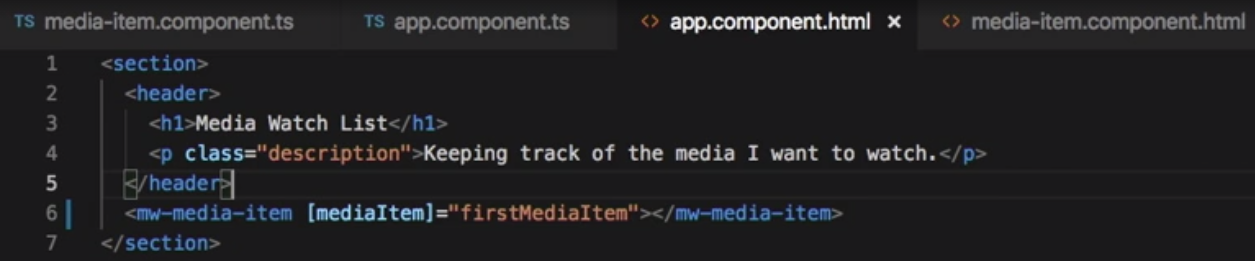 TS media-item.component.ts TS app.component.ts <> app.component.html × <> media-item.component.html
1 <section>
2 <header>
3 <h1>Media Watch List</h1>
4 <p class="description">Keeping track of the media I want to watch.</p>
5 </header>
6 <mw-media-item [mediaItem]="firstMediaItem"></mw-media-item>
7 </section>